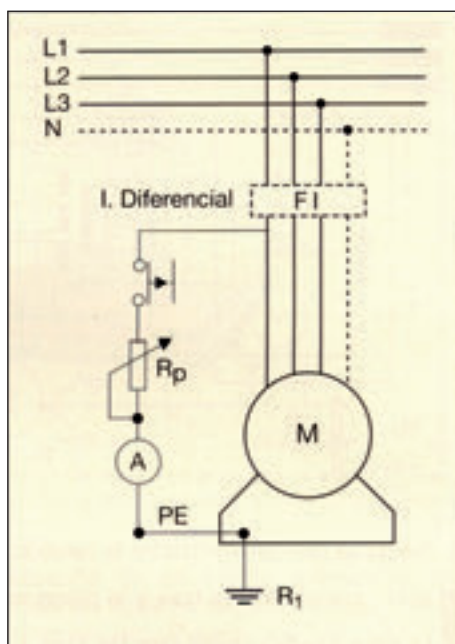 L1
L2
L3
N
I. Diferencial
F I
Rp
M
A
PE
R1